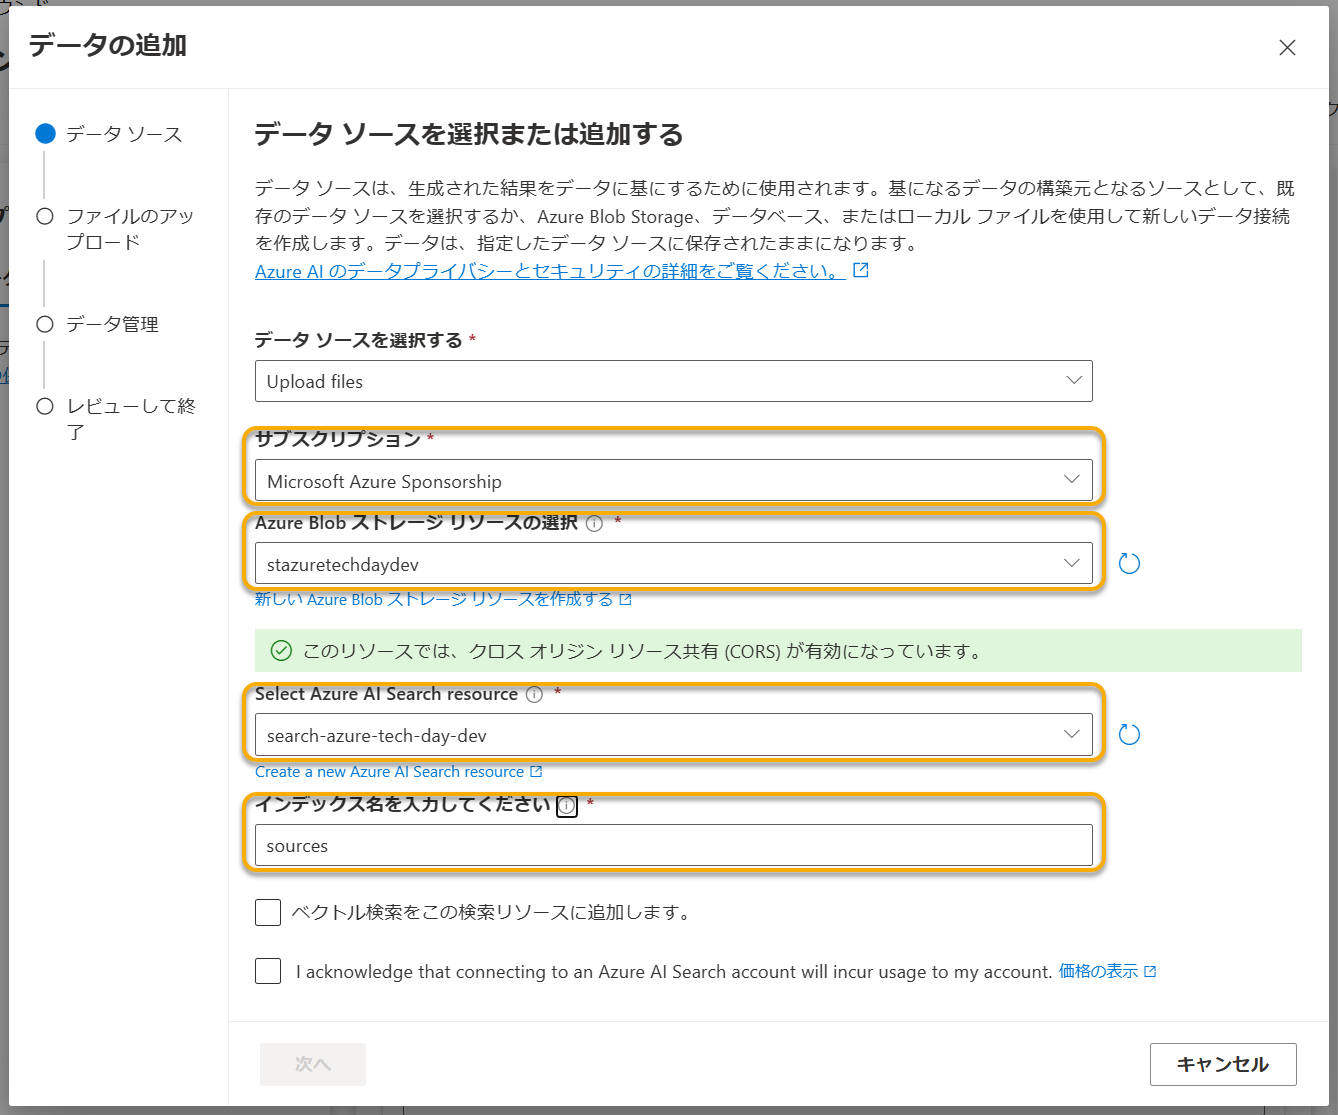 データの追加
データ ソース
ファイルのアッ
プロード
データ管理
レビューして終
了
データ ソースを選択または追加する
データ ソースは、生成された結果をデータに基にするために使用されます。基になるデータの構築元となるソースとして、既
存のデータ ソースを選択するか、Azure Blob Storage、データベース、またはローカル ファイルを使用して新しいデータ接続
を作成します。データは、指定したデータ ソースに保存されたままになります。
Azure AI のデータプライバシーとセキュリティの詳細をご覧ください。
データ ソースを選択する *
Upload files
サブスクリプション *
Microsoft Azure Sponsorship
Azure Blob ストレージ リソースの選択 *
stazuretechdaydev
新しい Azure Blob ストレージ リソースを作成する
このリソースでは、クロス オリジン リソース共有 (CORS) が有効になっています。
Select Azure AI Search resource *
search-azure-tech-day-dev
Create a new Azure AI Search resource
インデックス名を入力してください *
sources
ベクトル検索をこの検索リソースに追加します。
I acknowledge that connecting to an Azure AI Search account will incur usage to my account. 価格の表示
次へ
キャンセル